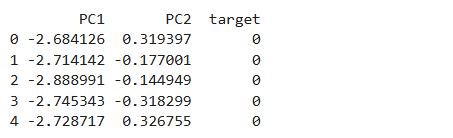 PC1 PC2 target
0 -2.684126 0.319397 0
1 -2.714142 -0.177001 0
2 -2.888991 -0.144949 0
3 -2.745343 -0.318299 0
4 -2.728717 0.326755 0